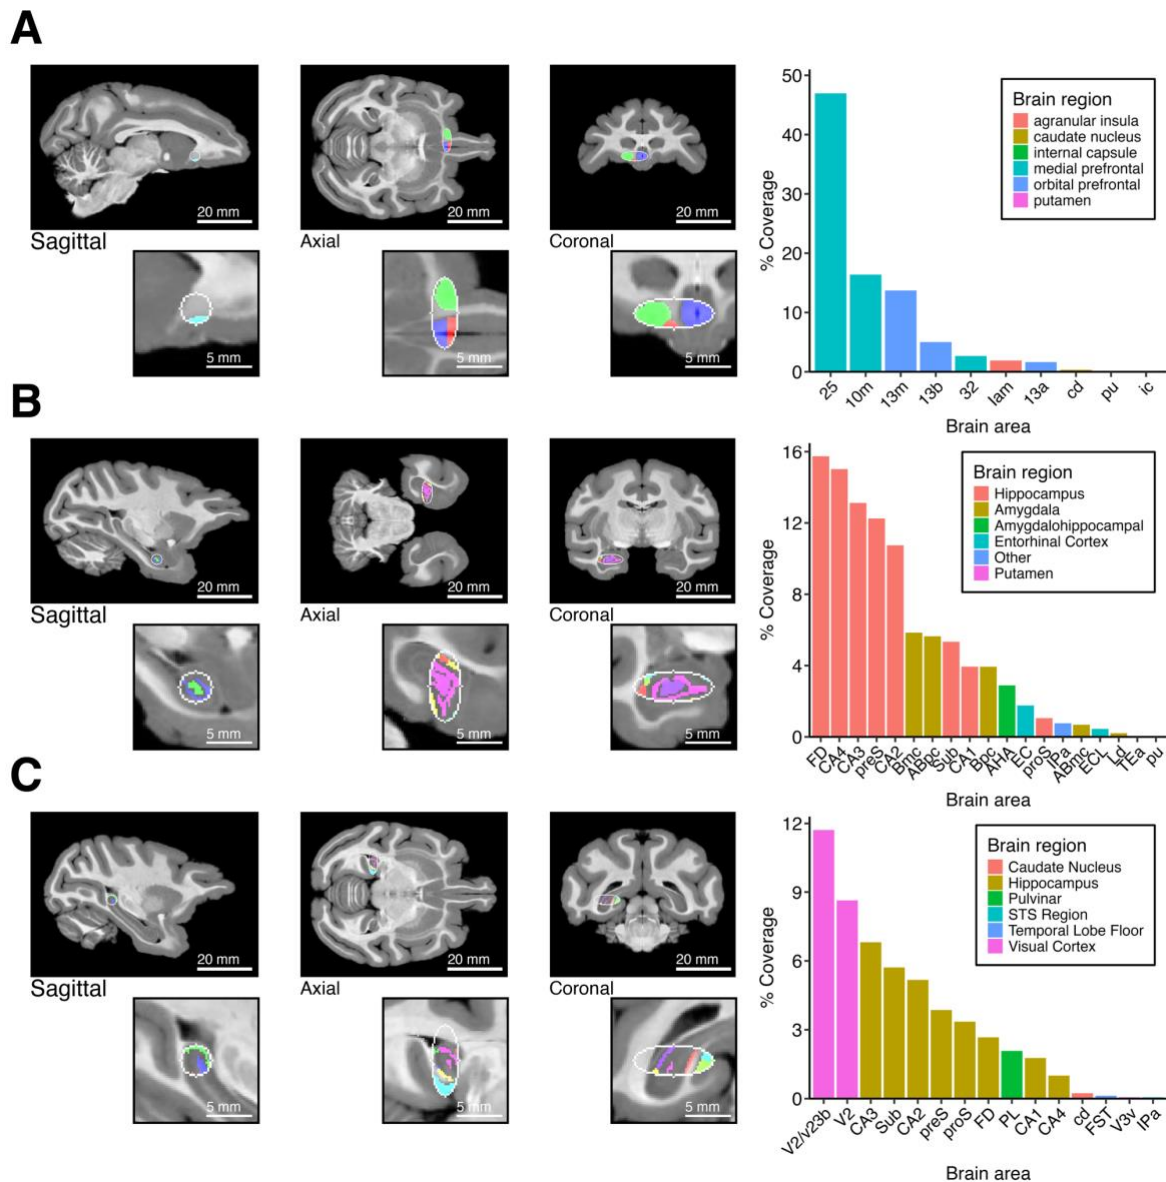 A
20 mm
20 mm
20 mm
Sagittal
Axial
Coronal
5 mm
5 mm
5 mm
50
40
30
20
10
0
% Coverage
Brain region
agranular insula
caudate nucleus
internal capsule
medial prefrontal
orbital prefrontal
putamen
25 10m 13m 13b 32 Iam 13a cd pu ic
Brain area
B
20 mm
20 mm
20 mm
Sagittal
Axial
Coronal
5 mm
5 mm
5 mm
16
12
8
4
0
% Coverage
Brain region
Hippocampus
Amygdala
Amygdalohippocampal
Entorhinal Cortex
Other
Putamen
FD CA4 CA3 preS CA2 Bmc ABpc Sub CA1 Bpc AHA EC proS IPa ABmc ECL Ld TEa pu
Brain area
C
20 mm
20 mm
20 mm
Sagittal
Axial
Coronal
5 mm
5 mm
5 mm
12
9
6
3
0
% Coverage
Brain region
Caudate Nucleus
Hippocampus
Pulvinar
STS Region
Temporal Lobe Floor
Visual Cortex
V2/v23b V2 CA3 Sub CA2 preS proS FD PL CA1 CA4 cd FST V3v IPa
Brain area